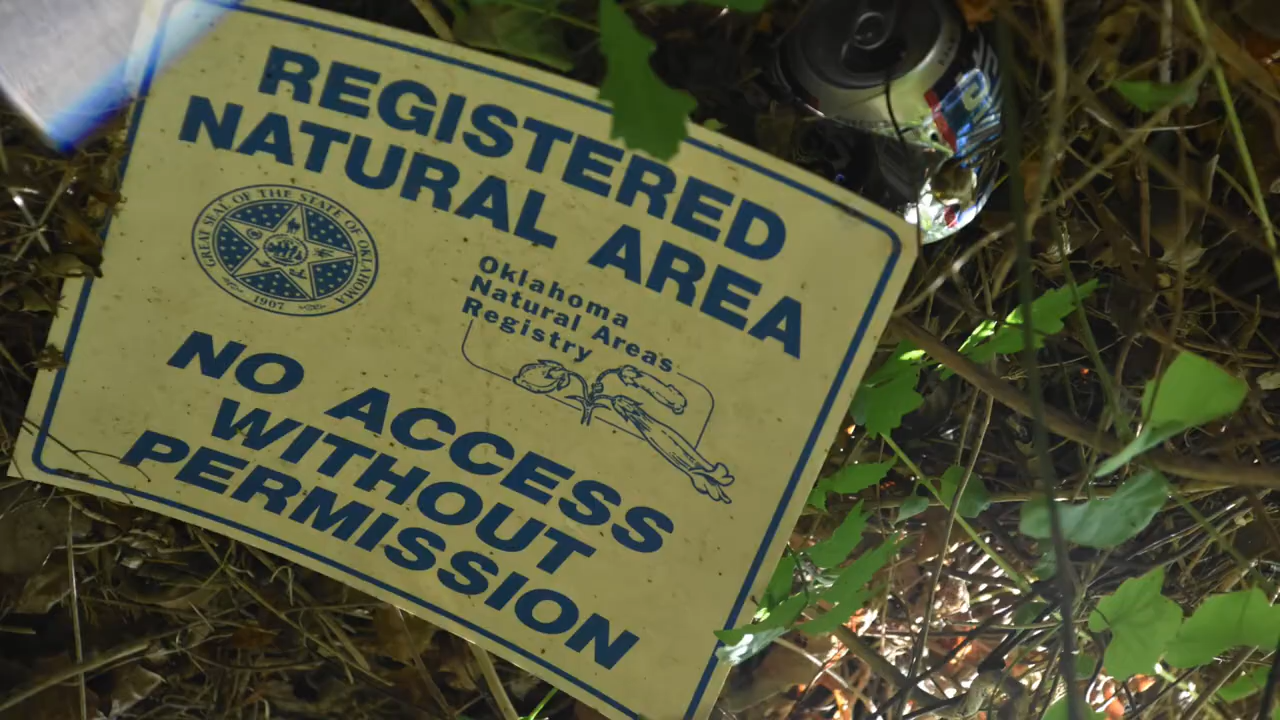 REGISTERED
NATURAL AREA
GREAT SEAL OF THE STATE OF OKLAHOMA
1907
Oklahoma
Natural Areas
Registry
NO ACCESS
WITHOUT
PERMISSION